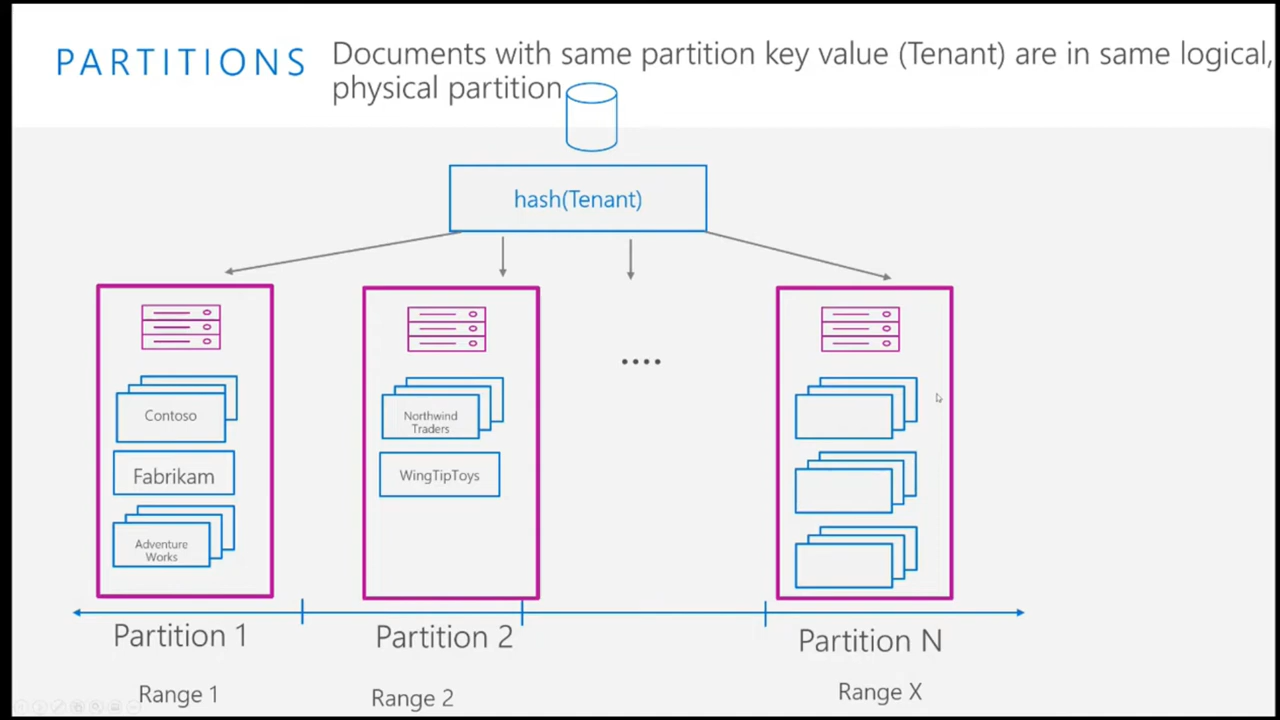 PARTITIONS
Documents with same partition key value (Tenant) are in same logical,
physical partition
hash(Tenant)
Contoso
Fabrikam
Adventure
Works
Northwind
Traders
WingTipToys
....
Partition 1
Partition 2
Partition N
Range 1
Range 2
Range X